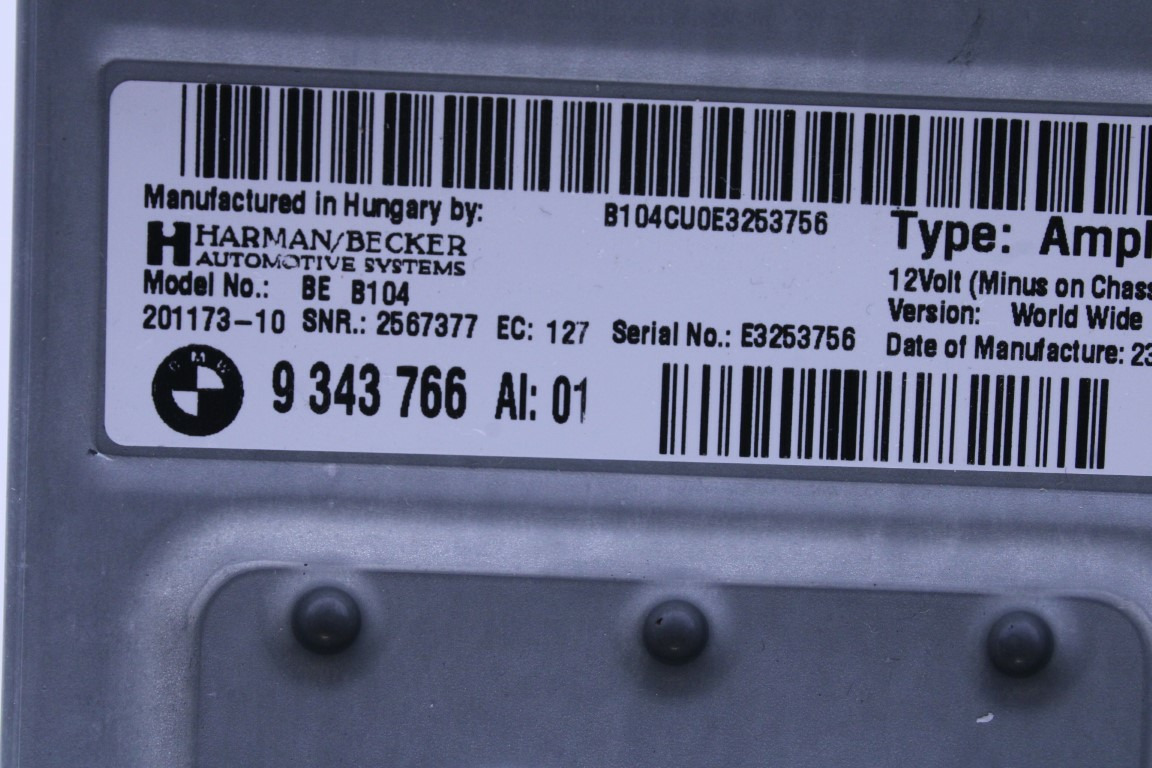 Manufactured in Hungary by:
HARMAN/BECKER
AUTOMOTIVE SYSTEMS
Model No.: BE B104
201173-10 SNR.: 2567377 EC: 127
BMW
9 343 766 AI: 01
B104CU0E3253756
Serial No.: E3253756
Type: Ampl
12Volt (Minus on Chass
Version: World Wide
Date of Manufacture: 23